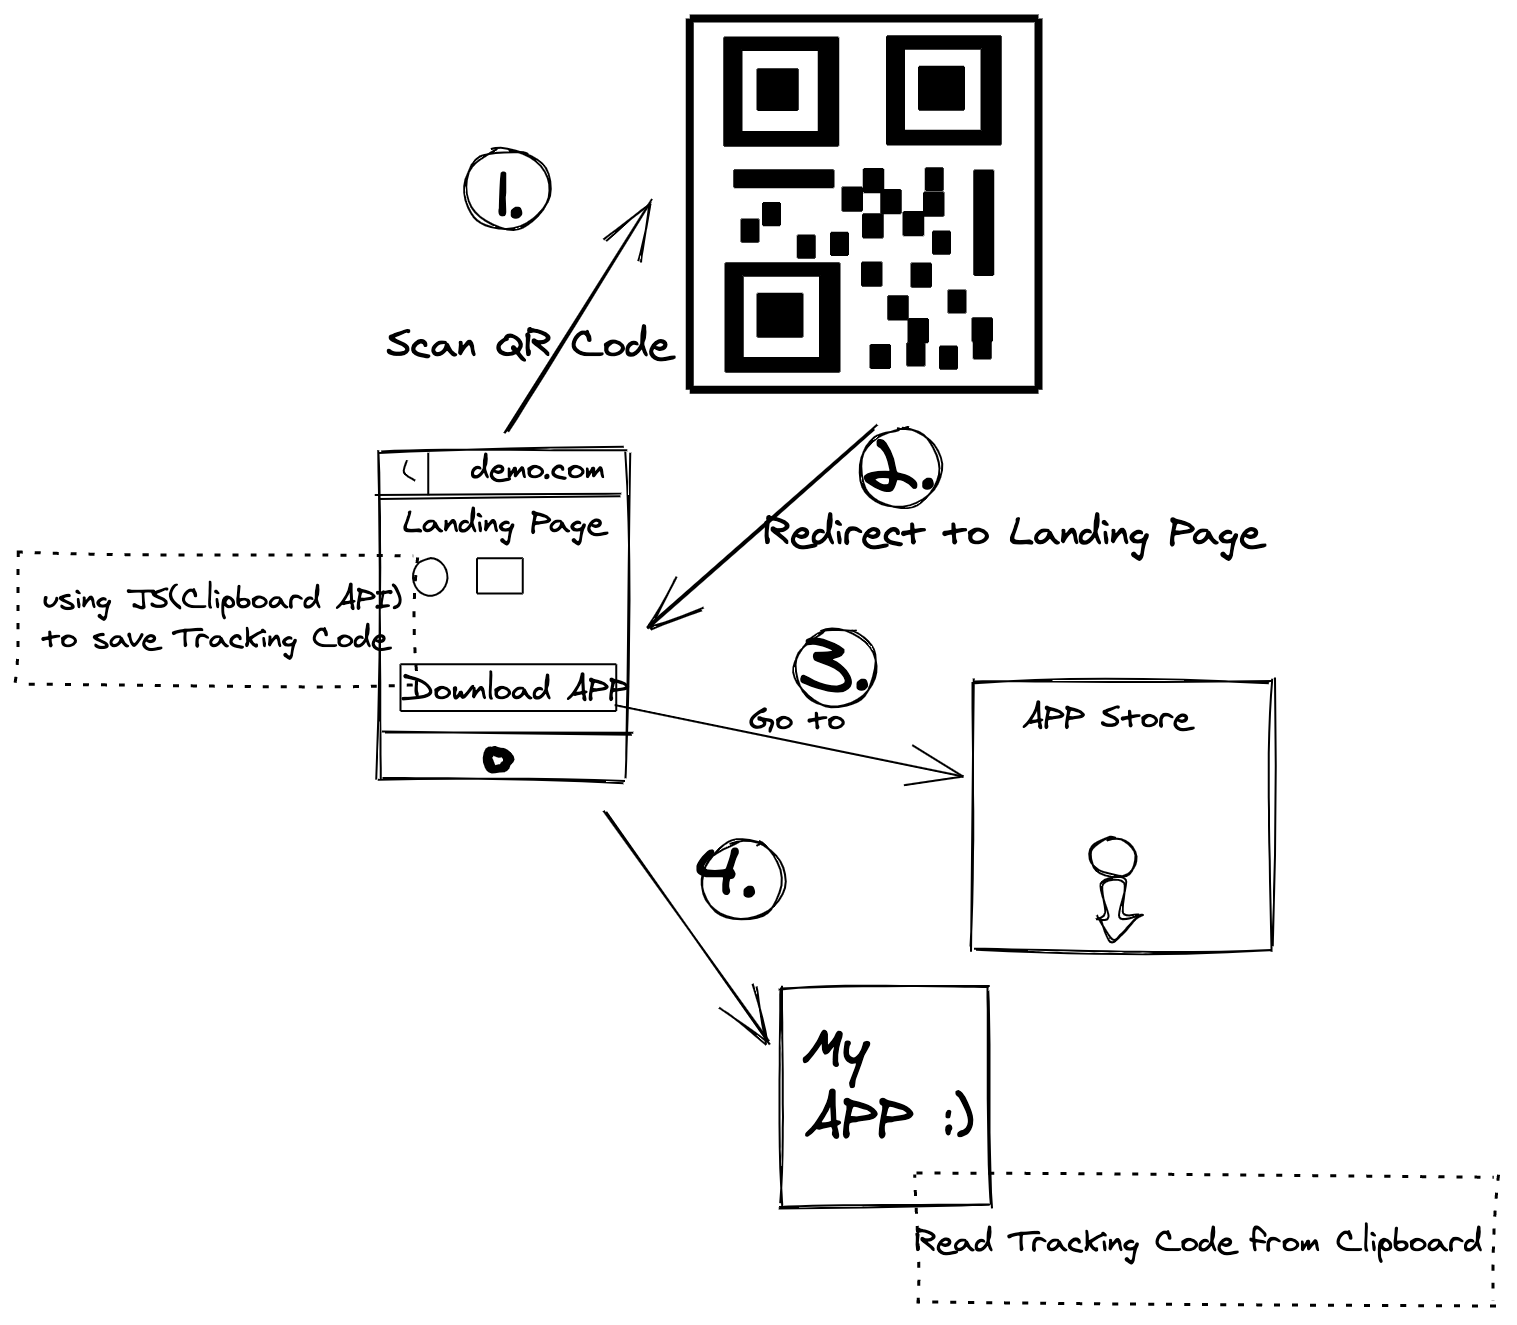 1.
Scan QR Code
2.
Redirect to Landing Page
demo.com
Landing Page
using JS(Clipboard API)
to save Tracking Code
Download APP
3.
Go to
APP Store
4.
My
APP :)
Read Tracking Code from Clipboard